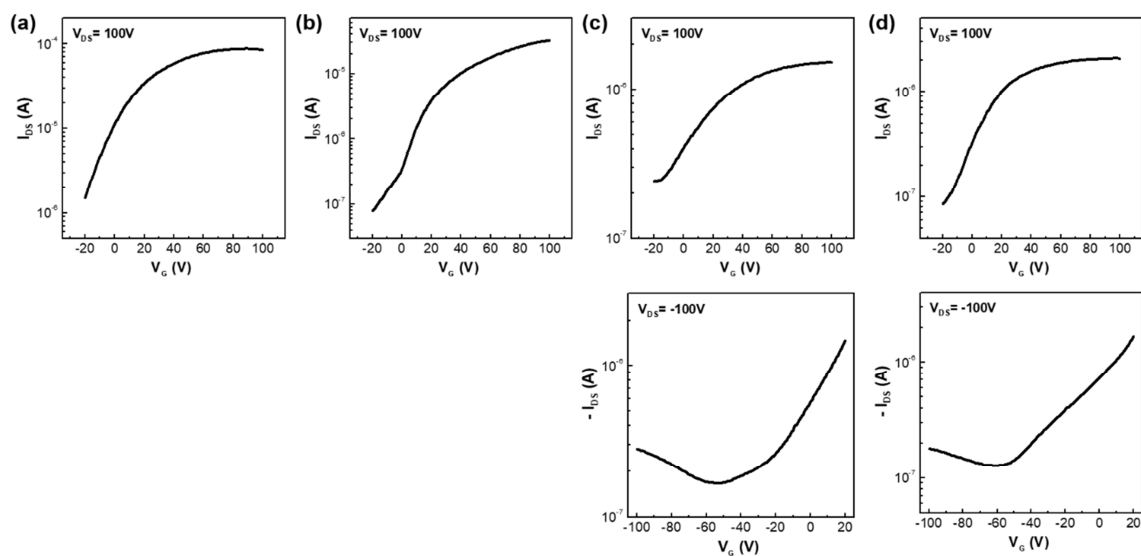 (a)
V_DS= 100V
I_DS (A)
10^-4
10^-5
10^-6
-20 0 20 40 60 80 100
V_G (V)
(b)
V_DS= 100V
I_DS (A)
10^-5
10^-6
10^-7
-20 0 20 40 60 80 100
V_G (V)
(c)
V_DS= 100V
I_DS (A)
10^-6
10^-7
-20 0 20 40 60 80 100
V_G (V)
(d)
V_DS= 100V
I_DS (A)
10^-6
10^-7
-20 0 20 40 60 80 100
V_G (V)
V_DS= -100V
- I_DS (A)
10^-6
10^-7
-100 -80 -60 -40 -20 0 20
V_G (V)
V_DS= -100V
- I_DS (A)
10^-6
10^-7
-100 -80 -60 -40 -20 0 20
V_G (V)